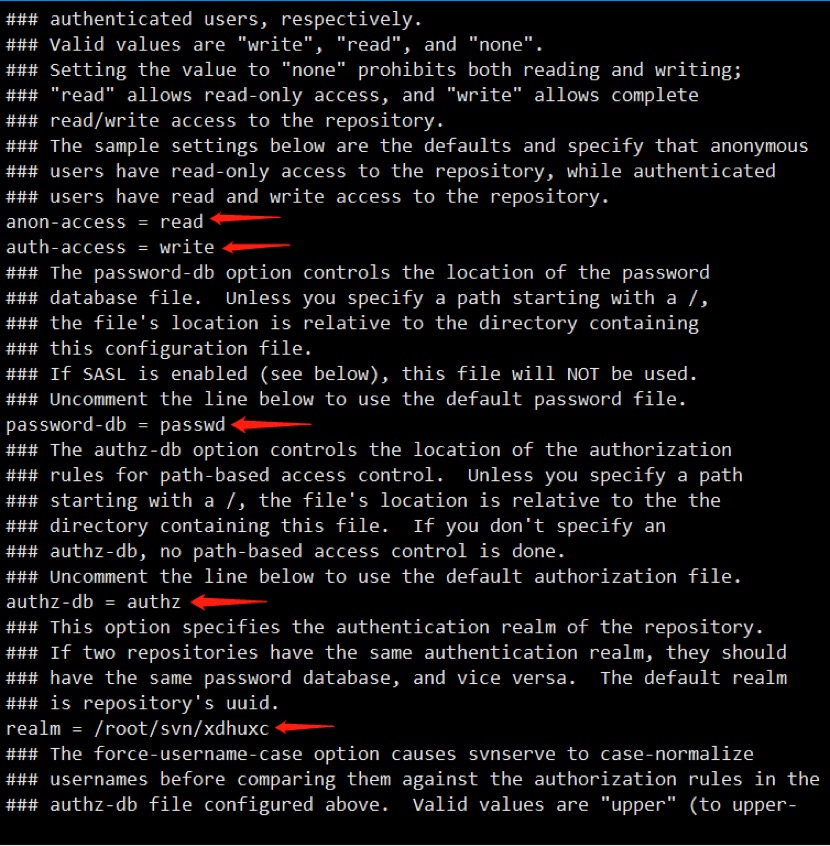 ### authenticated users, respectively.
### Valid values are "write", "read", and "none".
### Setting the value to "none" prohibits both reading and writing;
### "read" allows read-only access, and "write" allows complete
### read/write access to the repository.
### The sample settings below are the defaults and specify that anonymous
### users have read-only access to the repository, while authenticated
### users have read and write access to the repository.
anon-access = read
auth-access = write
### The password-db option controls the location of the password
### database file.  Unless you specify a path starting with a /,
### the file's location is relative to the directory containing
### this configuration file.
### If SASL is enabled (see below), this file will NOT be used.
### Uncomment the line below to use the default password file.
password-db = passwd
### The authz-db option controls the location of the authorization
### rules for path-based access control.  Unless you specify a path
### starting with a /, the file's location is relative to the the
### directory containing this file.  If you don't specify an
### authz-db, no path-based access control is done.
### Uncomment the line below to use the default authorization file.
authz-db = authz
### This option specifies the authentication realm of the repository.
### If two repositories have the same authentication realm, they should
### have the same password database, and vice versa.  The default realm
### is repository's uuid.
realm = /root/svn/xdhuxc
### The force-username-case option causes svnserve to case-normalize
### usernames before comparing them against the authorization rules in the
### authz-db file configured above.  Valid values are "upper" (to upper-